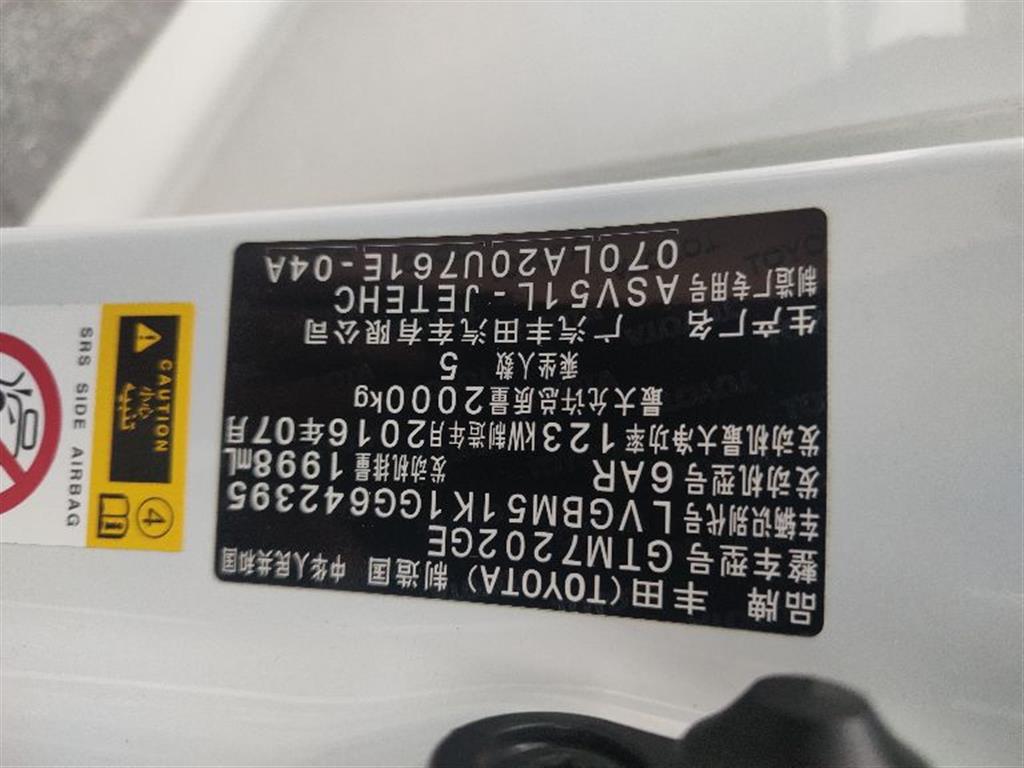 品牌 丰田(TOYOTA) 制造国 中华人民共和国
整车型号 GTM7202GE
车辆识别代号 LVGBM51K1GG642395
发动机型号 6AR 发动机排量 1998mL
发动机最大净功率 123kW 制造年月 2016年07月
最大允许总质量 2000kg
乘坐人数 5
生产厂名 广汽丰田汽车有限公司
制造厂专用号 ASV51L-JETEHC
070LA20U761E-04A
CAUTION
小心
SRS SIDE AIRBAG
4